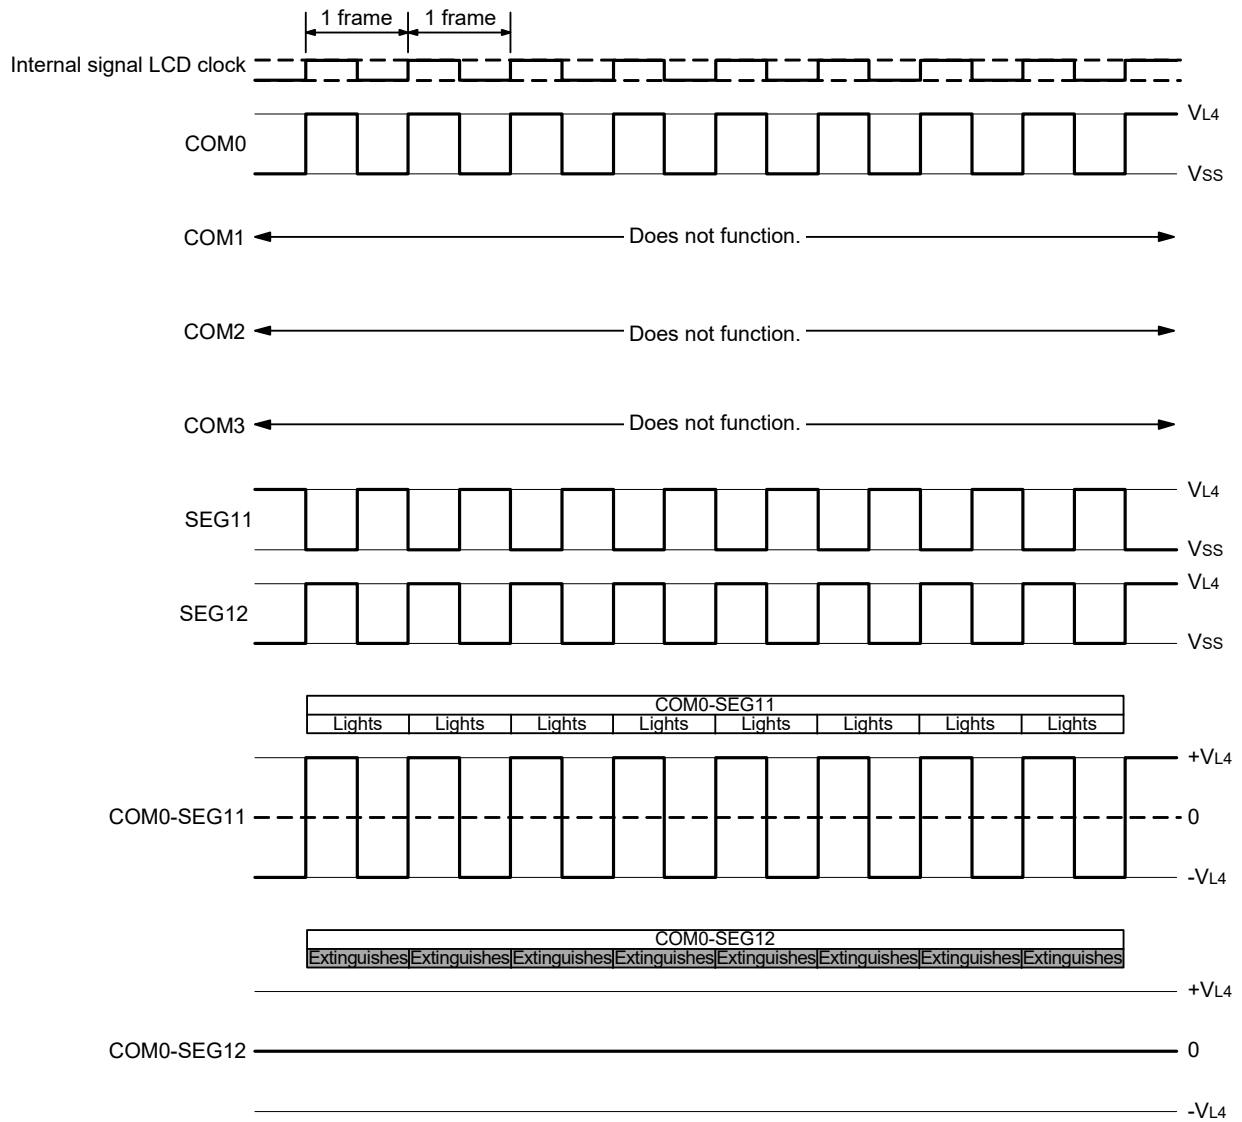 1 frame 1 frame
Internal signal LCD clock
VL4
COM0
VSS
COM1 Does not function.
COM2 Does not function.
COM3 Does not function.
VL4
SEG11
VSS
VL4
SEG12
VSS
COM0-SEG11
Lights Lights Lights Lights Lights Lights Lights Lights
+VL4
COM0-SEG11 0
-VL4
COM0-SEG12
Extinguishes Extinguishes Extinguishes Extinguishes Extinguishes Extinguishes Extinguishes Extinguishes
+VL4
COM0-SEG12 0
-VL4